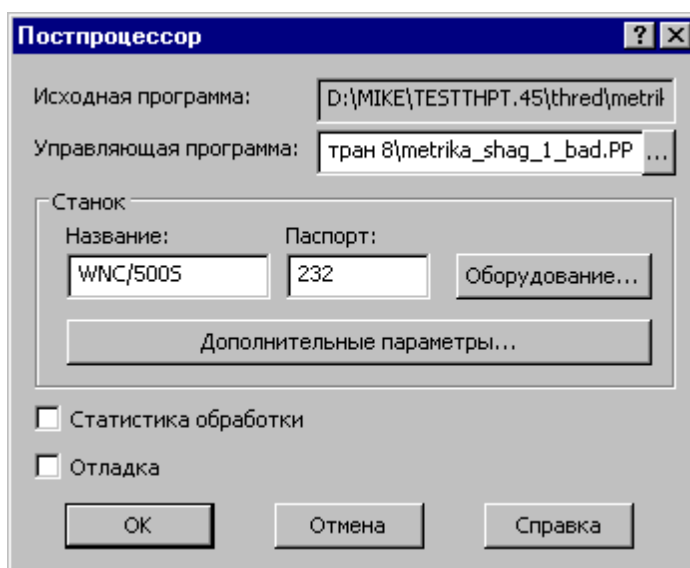 Постпроцессор
Исходная программа: D:\MIKE\TESTTHPT.45\thred\metrik
Управляющая программа: тран 8\metrika_shag_1_bad.PP ...
Станок
Название: Паспорт:
WNC/500S 232 Оборудование...
Дополнительные параметры...
Статистика обработки
Отладка
OK Отмена Справка